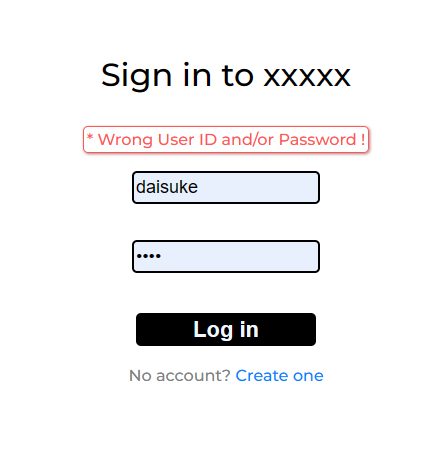 Sign in to xxxxx
* Wrong User ID and/or Password !
daisuke
••••
Log in
No account? Create one